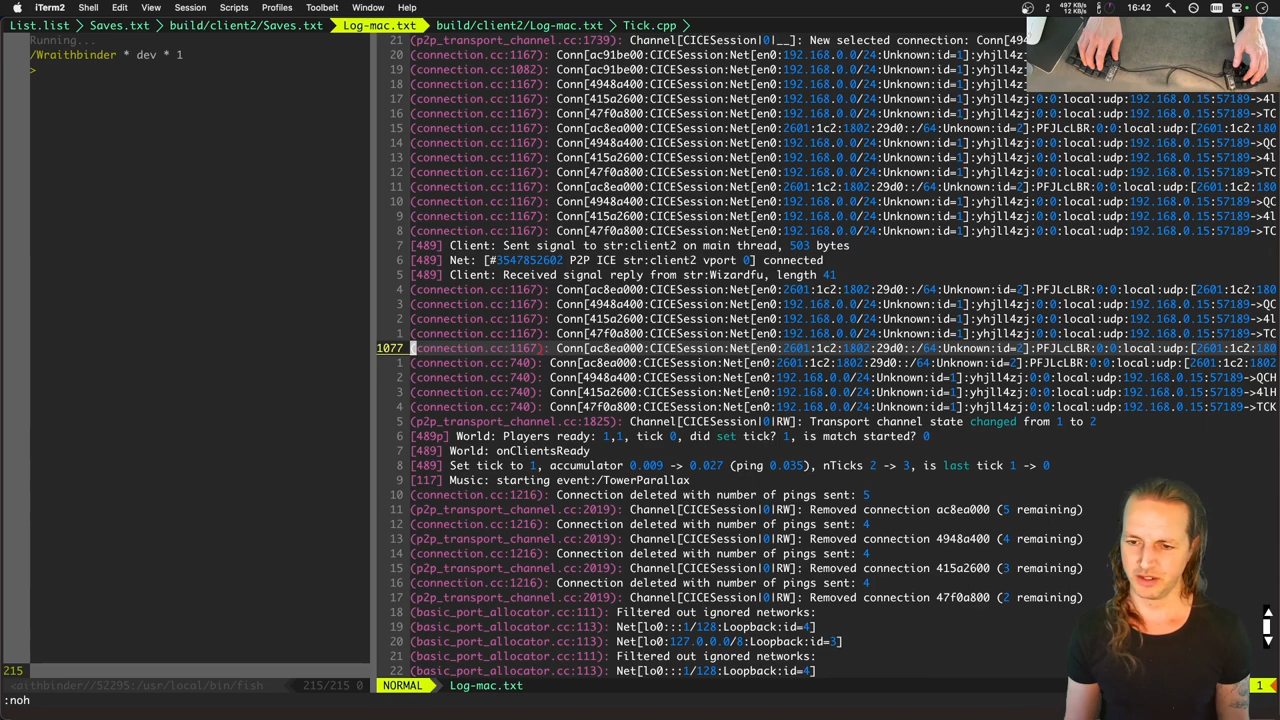 iTerm2 Shell Edit View Session Scripts Profiles Toolbelt Window Help 497 KB/s 12 KB/s 16:42
List.list > Saves.txt > build/client2/Saves.txt > Log-mac.txt > build/client2/Log-mac.txt > Tick.cpp >
Running...
/Wraithbinder * dev * 1
>
21 (p2p_transport_channel.cc:1739): Channel[CICESession|0|__]: New selected connection: Conn[494
20 (connection.cc:1167): Conn[ac91be00:CICESession:Net[en0:192.168.0.0/24:Unknown:id=1]:yhjll4zj:
19 (connection.cc:1082): Conn[ac91be00:CICESession:Net[en0:192.168.0.0/24:Unknown:id=1]:yhjll4zj:
18 (connection.cc:1167): Conn[4948a400:CICESession:Net[en0:192.168.0.0/24:Unknown:id=1]:yhjll4zj:
17 (connection.cc:1167): Conn[415a2600:CICESession:Net[en0:192.168.0.0/24:Unknown:id=1]:yhjll4zj:0:0:local:udp:192.168.0.15:57189->4l
16 (connection.cc:1167): Conn[47f0a800:CICESession:Net[en0:192.168.0.0/24:Unknown:id=1]:yhjll4zj:0:0:local:udp:192.168.0.15:57189->TC
15 (connection.cc:1167): Conn[ac8ea000:CICESession:Net[en0:2601:1c2:1802:29d0::/64:Unknown:id=2]:PFJLcLBR:0:0:local:udp:[2601:1c2:180
14 (connection.cc:1167): Conn[4948a400:CICESession:Net[en0:192.168.0.0/24:Unknown:id=1]:yhjll4zj:0:0:local:udp:192.168.0.15:57189->QC
13 (connection.cc:1167): Conn[415a2600:CICESession:Net[en0:192.168.0.0/24:Unknown:id=1]:yhjll4zj:0:0:local:udp:192.168.0.15:57189->4l
12 (connection.cc:1167): Conn[47f0a800:CICESession:Net[en0:192.168.0.0/24:Unknown:id=1]:yhjll4zj:0:0:local:udp:192.168.0.15:57189->TC
11 (connection.cc:1167): Conn[ac8ea000:CICESession:Net[en0:2601:1c2:1802:29d0::/64:Unknown:id=2]:PFJLcLBR:0:0:local:udp:[2601:1c2:180
10 (connection.cc:1167): Conn[4948a400:CICESession:Net[en0:192.168.0.0/24:Unknown:id=1]:yhjll4zj:0:0:local:udp:192.168.0.15:57189->QC
9 (connection.cc:1167): Conn[415a2600:CICESession:Net[en0:192.168.0.0/24:Unknown:id=1]:yhjll4zj:0:0:local:udp:192.168.0.15:57189->4l
8 (connection.cc:1167): Conn[47f0a800:CICESession:Net[en0:192.168.0.0/24:Unknown:id=1]:yhjll4zj:0:0:local:udp:192.168.0.15:57189->TC
7 [489] Client: Sent signal to str:client2 on main thread, 503 bytes
6 [489] Net: [#3547852602 P2P ICE str:client2 vport 0] connected
5 [489] Client: Received signal reply from str:Wizardfu, length 41
4 (connection.cc:1167): Conn[ac8ea000:CICESession:Net[en0:2601:1c2:1802:29d0::/64:Unknown:id=2]:PFJLcLBR:0:0:local:udp:[2601:1c2:180
3 (connection.cc:1167): Conn[4948a400:CICESession:Net[en0:192.168.0.0/24:Unknown:id=1]:yhjll4zj:0:0:local:udp:192.168.0.15:57189->QC
2 (connection.cc:1167): Conn[415a2600:CICESession:Net[en0:192.168.0.0/24:Unknown:id=1]:yhjll4zj:0:0:local:udp:192.168.0.15:57189->4l
1 (connection.cc:1167): Conn[47f0a800:CICESession:Net[en0:192.168.0.0/24:Unknown:id=1]:yhjll4zj:0:0:local:udp:192.168.0.15:57189->TC
1077 (connection.cc:1167): Conn[ac8ea000:CICESession:Net[en0:2601:1c2:1802:29d0::/64:Unknown:id=2]:PFJLcLBR:0:0:local:udp:[2601:1c2:180
1 (connection.cc:740): Conn[ac8ea000:CICESession:Net[en0:2601:1c2:1802:29d0::/64:Unknown:id=2]:PFJLcLBR:0:0:local:udp:[2601:1c2:1802
2 (connection.cc:740): Conn[4948a400:CICESession:Net[en0:192.168.0.0/24:Unknown:id=1]:yhjll4zj:0:0:local:udp:192.168.0.15:57189->QCH
3 (connection.cc:740): Conn[415a2600:CICESession:Net[en0:192.168.0.0/24:Unknown:id=1]:yhjll4zj:0:0:local:udp:192.168.0.15:57189->4lH
4 (connection.cc:740): Conn[47f0a800:CICESession:Net[en0:192.168.0.0/24:Unknown:id=1]:yhjll4zj:0:0:local:udp:192.168.0.15:57189->TCK
5 (p2p_transport_channel.cc:1825): Channel[CICESession|0|RW]: Transport channel state changed from 1 to 2
6 [489p] World: Players ready: 1,1, tick 0, did set tick? 1, is match started? 0
7 [489] World: onClientsReady
8 [489] Set tick to 1, accumulator 0.009 -> 0.027 (ping 0.035), nTicks 2 -> 3, is last tick 1 -> 0
9 [117] Music: starting event:/TowerParallax
10 (connection.cc:1216): Connection deleted with number of pings sent: 5
11 (p2p_transport_channel.cc:2019): Channel[CICESession|0|RW]: Removed connection ac8ea000 (5 remaining)
12 (connection.cc:1216): Connection deleted with number of pings sent: 4
13 (p2p_transport_channel.cc:2019): Channel[CICESession|0|RW]: Removed connection 4948a400 (4 remaining)
14 (connection.cc:1216): Connection deleted with number of pings sent: 4
15 (p2p_transport_channel.cc:2019): Channel[CICESession|0|RW]: Removed connection 415a2600 (3 remaining)
16 (connection.cc:1216): Connection deleted with number of pings sent: 4
17 (p2p_transport_channel.cc:2019): Channel[CICESession|0|RW]: Removed connection 47f0a800 (2 remaining)
18 (basic_port_allocator.cc:111): Filtered out ignored networks:
19 (basic_port_allocator.cc:113): Net[lo0:::1/128:Loopback:id=4]
20 (basic_port_allocator.cc:113): Net[lo0:127.0.0.0/8:Loopback:id=3]
21 (basic_port_allocator.cc:111): Filtered out ignored networks:
215 22 (basic_port_allocator.cc:113): Net[lo0:::1/128:Loopback:id=4]
<aithbinder//52295:/usr/local/bin/fish 215/215 0 NORMAL Log-mac.txt 1
:noh